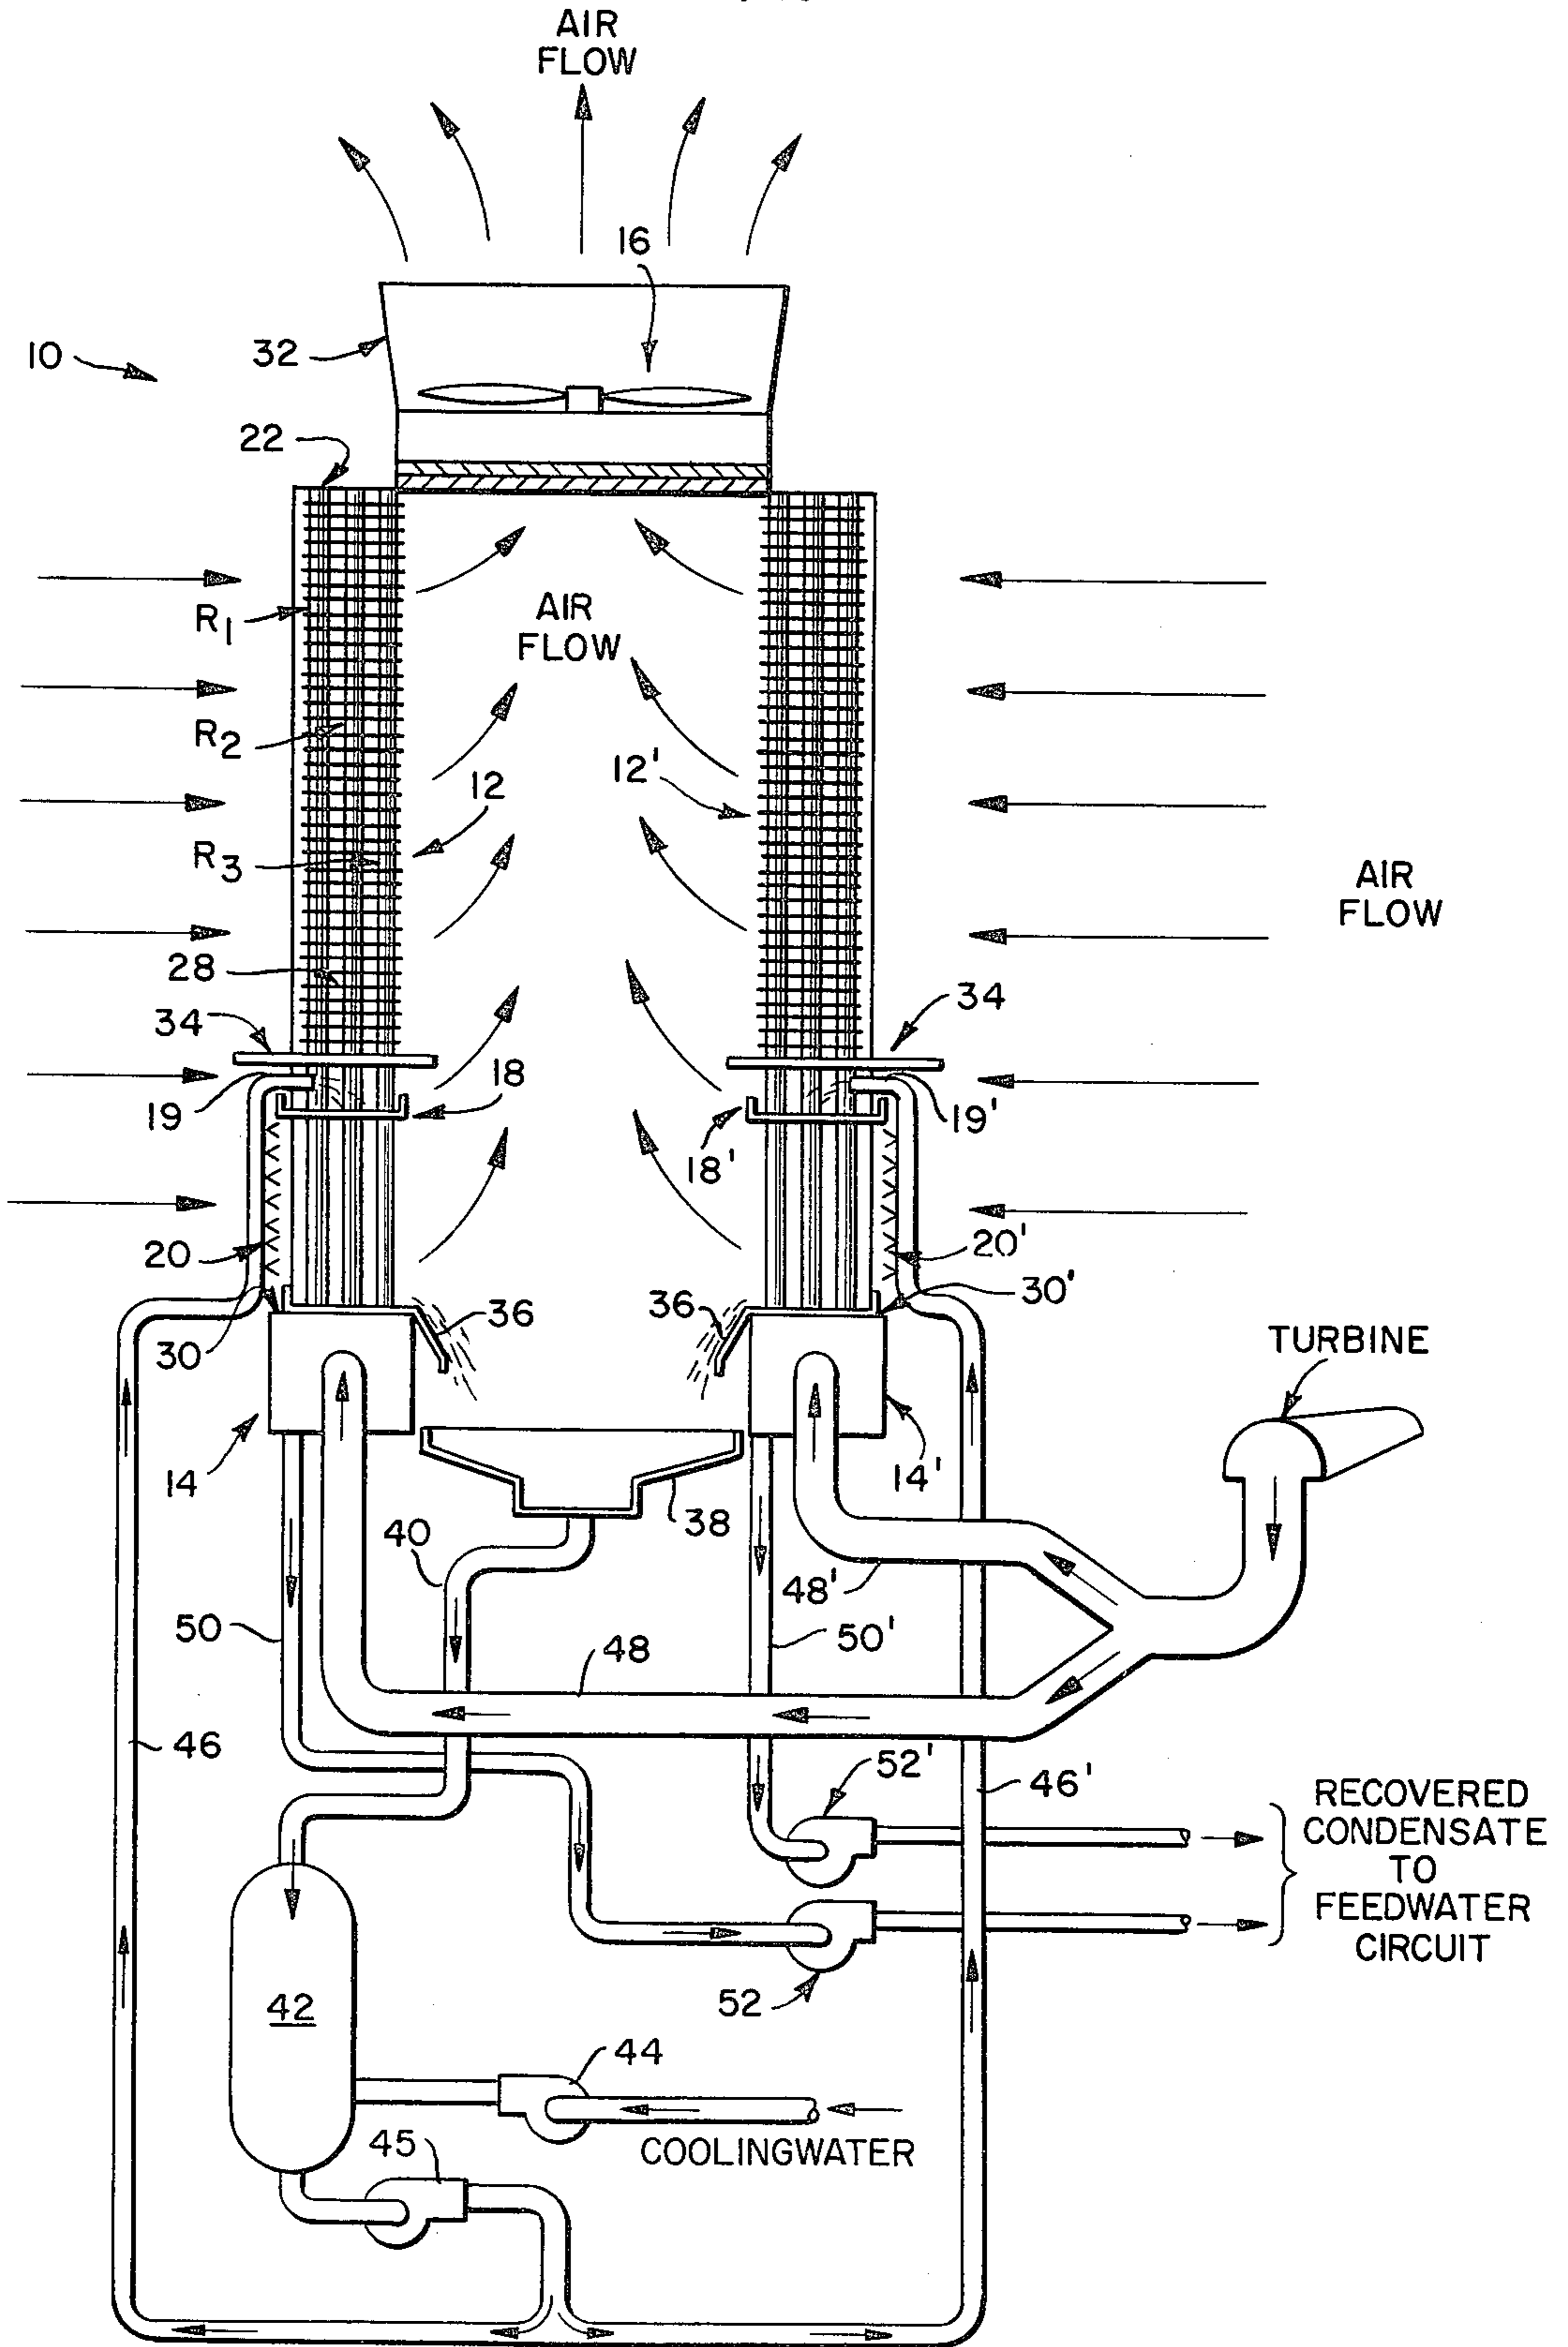 AIR
FLOW
16
10
32
22
R1
AIR
FLOW
R2
12'
12
R3
AIR
FLOW
28
34
34
18
19
19'
18'
20
20'
30'
36
36
30
TURBINE
14
14'
38
40
48'
50
50'
48
46
52'
46'
RECOVERED
CONDENSATE
TO
FEEDWATER
CIRCUIT
52
42
44
45
COOLINGWATER